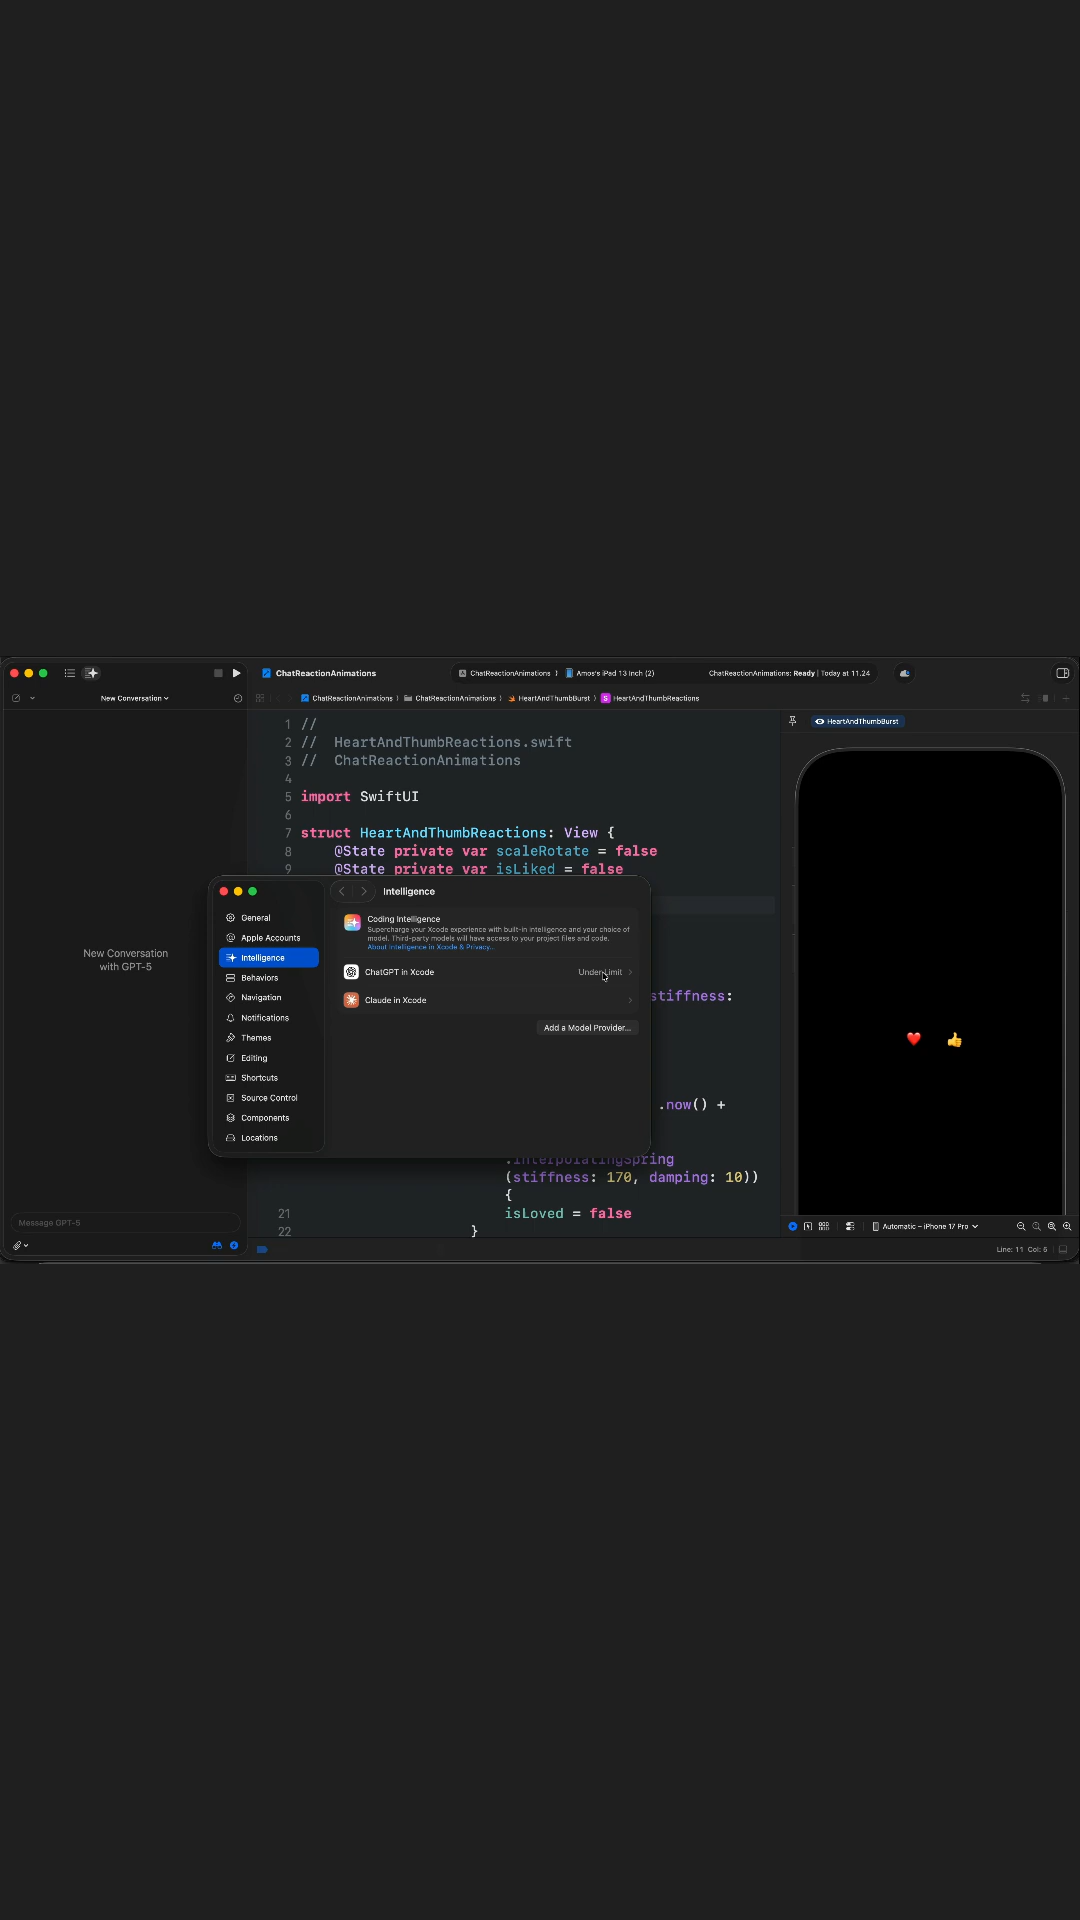 ChatReactionAnimations
ChatReactionAnimations
Amos's iPad 13 Inch (2)
ChatReactionAnimations: Ready | Today at 11.24
New Conversation
ChatReactionAnimations
ChatReactionAnimations
HeartAndThumbBurst
S HeartAndThumbReactions
HeartAndThumbBurst
1 //
2 // HeartAndThumbReactions.swift
3 // ChatReactionAnimations
4
5 import SwiftUI
6
7 struct HeartAndThumbReactions: View {
8 @State private var scaleRotate = false
9 @State private var isLiked = false
Intelligence
General
Apple Accounts
Intelligence
Behaviors
Navigation
Notifications
Themes
Editing
Shortcuts
Source Control
Components
Locations
Coding Intelligence
Supercharge your Xcode experience with built-in intelligence and your choice of
model. Third-party models will have access to your project files and code.
About Intelligence in Xcode & Privacy...
ChatGPT in Xcode
Under Limit
Claude in Xcode
Add a Model Provider...
New Conversation
with GPT-5
stiffness:
.now() +
.interpolatingSpring
(stiffness: 170, damping: 10))
{
21 isLoved = false
22 }
Message GPT-5
Automatic – iPhone 17 Pro
Line: 11 Col: 6